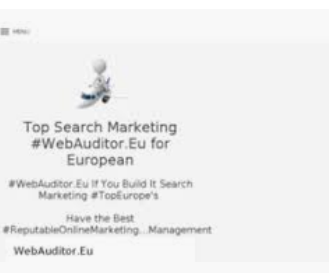 MENU
Top Search Marketing
#WebAuditor.Eu for
European
#WebAuditor.Eu If You Build It Search
Marketing #TopEurope's
Have the Best
#ReputableOnlineMarketing...Management
WebAuditor.Eu